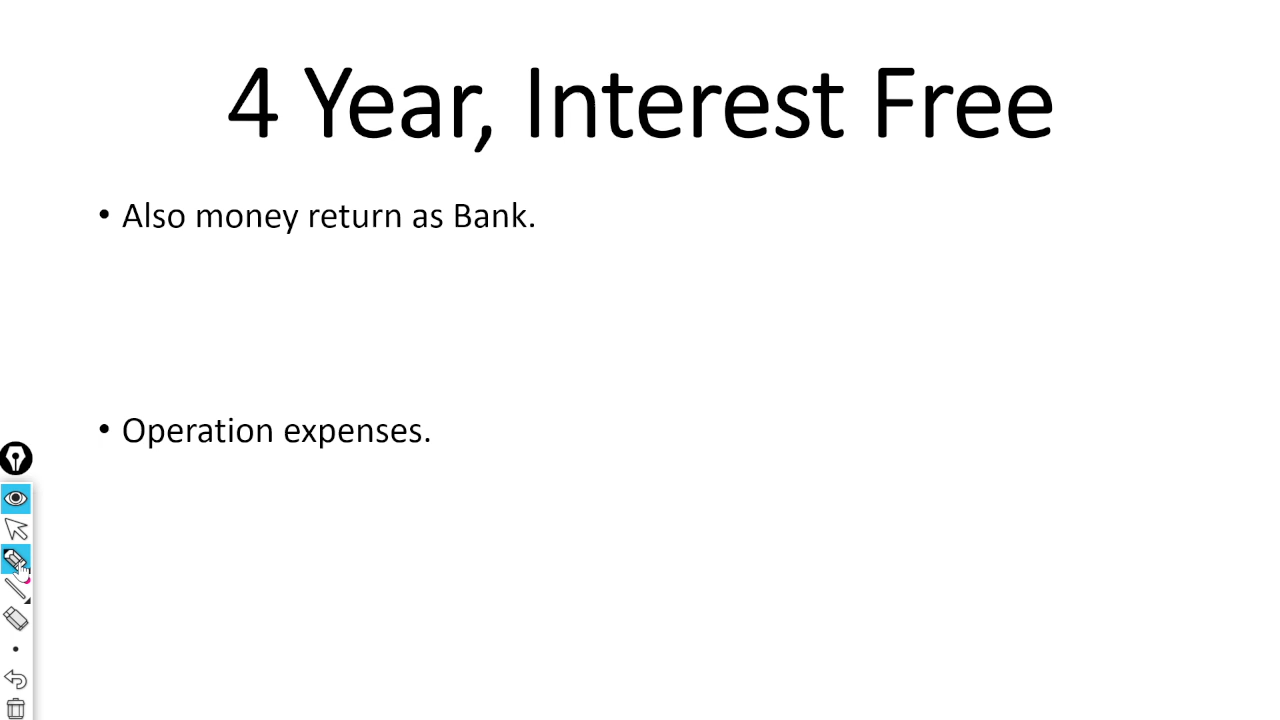 4 Year, Interest Free
• Also money return as Bank.
• Operation expenses.